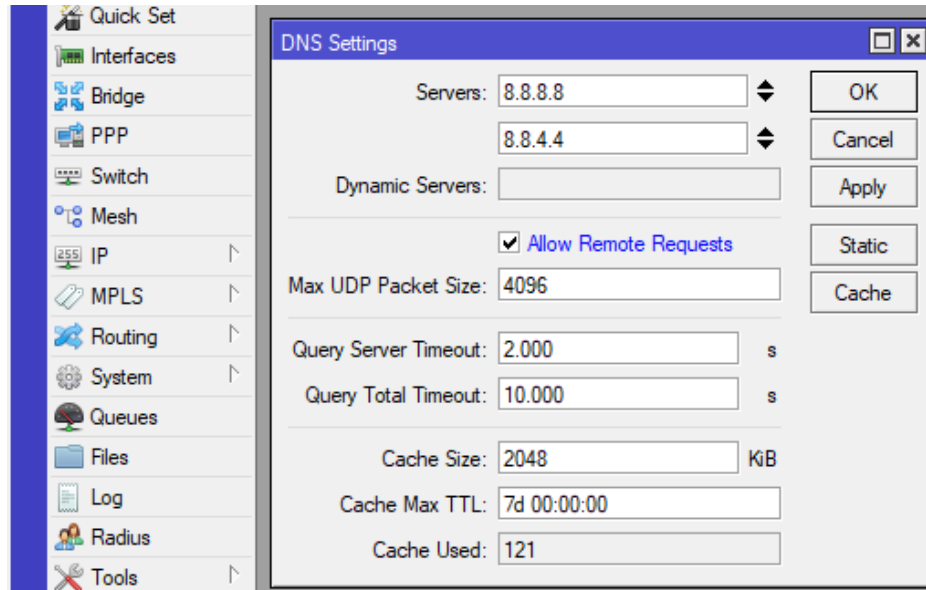 Quick Set
Interfaces
Bridge
PPP
Switch
Mesh
255 IP
MPLS
Routing
System
Queues
Files
Log
Radius
Tools
DNS Settings
Servers: 8.8.8.8
8.8.4.4
Dynamic Servers:
Allow Remote Requests
Max UDP Packet Size: 4096
Query Server Timeout: 2.000 s
Query Total Timeout: 10.000 s
Cache Size: 2048 KiB
Cache Max TTL: 7d 00:00:00
Cache Used: 121
OK
Cancel
Apply
Static
Cache